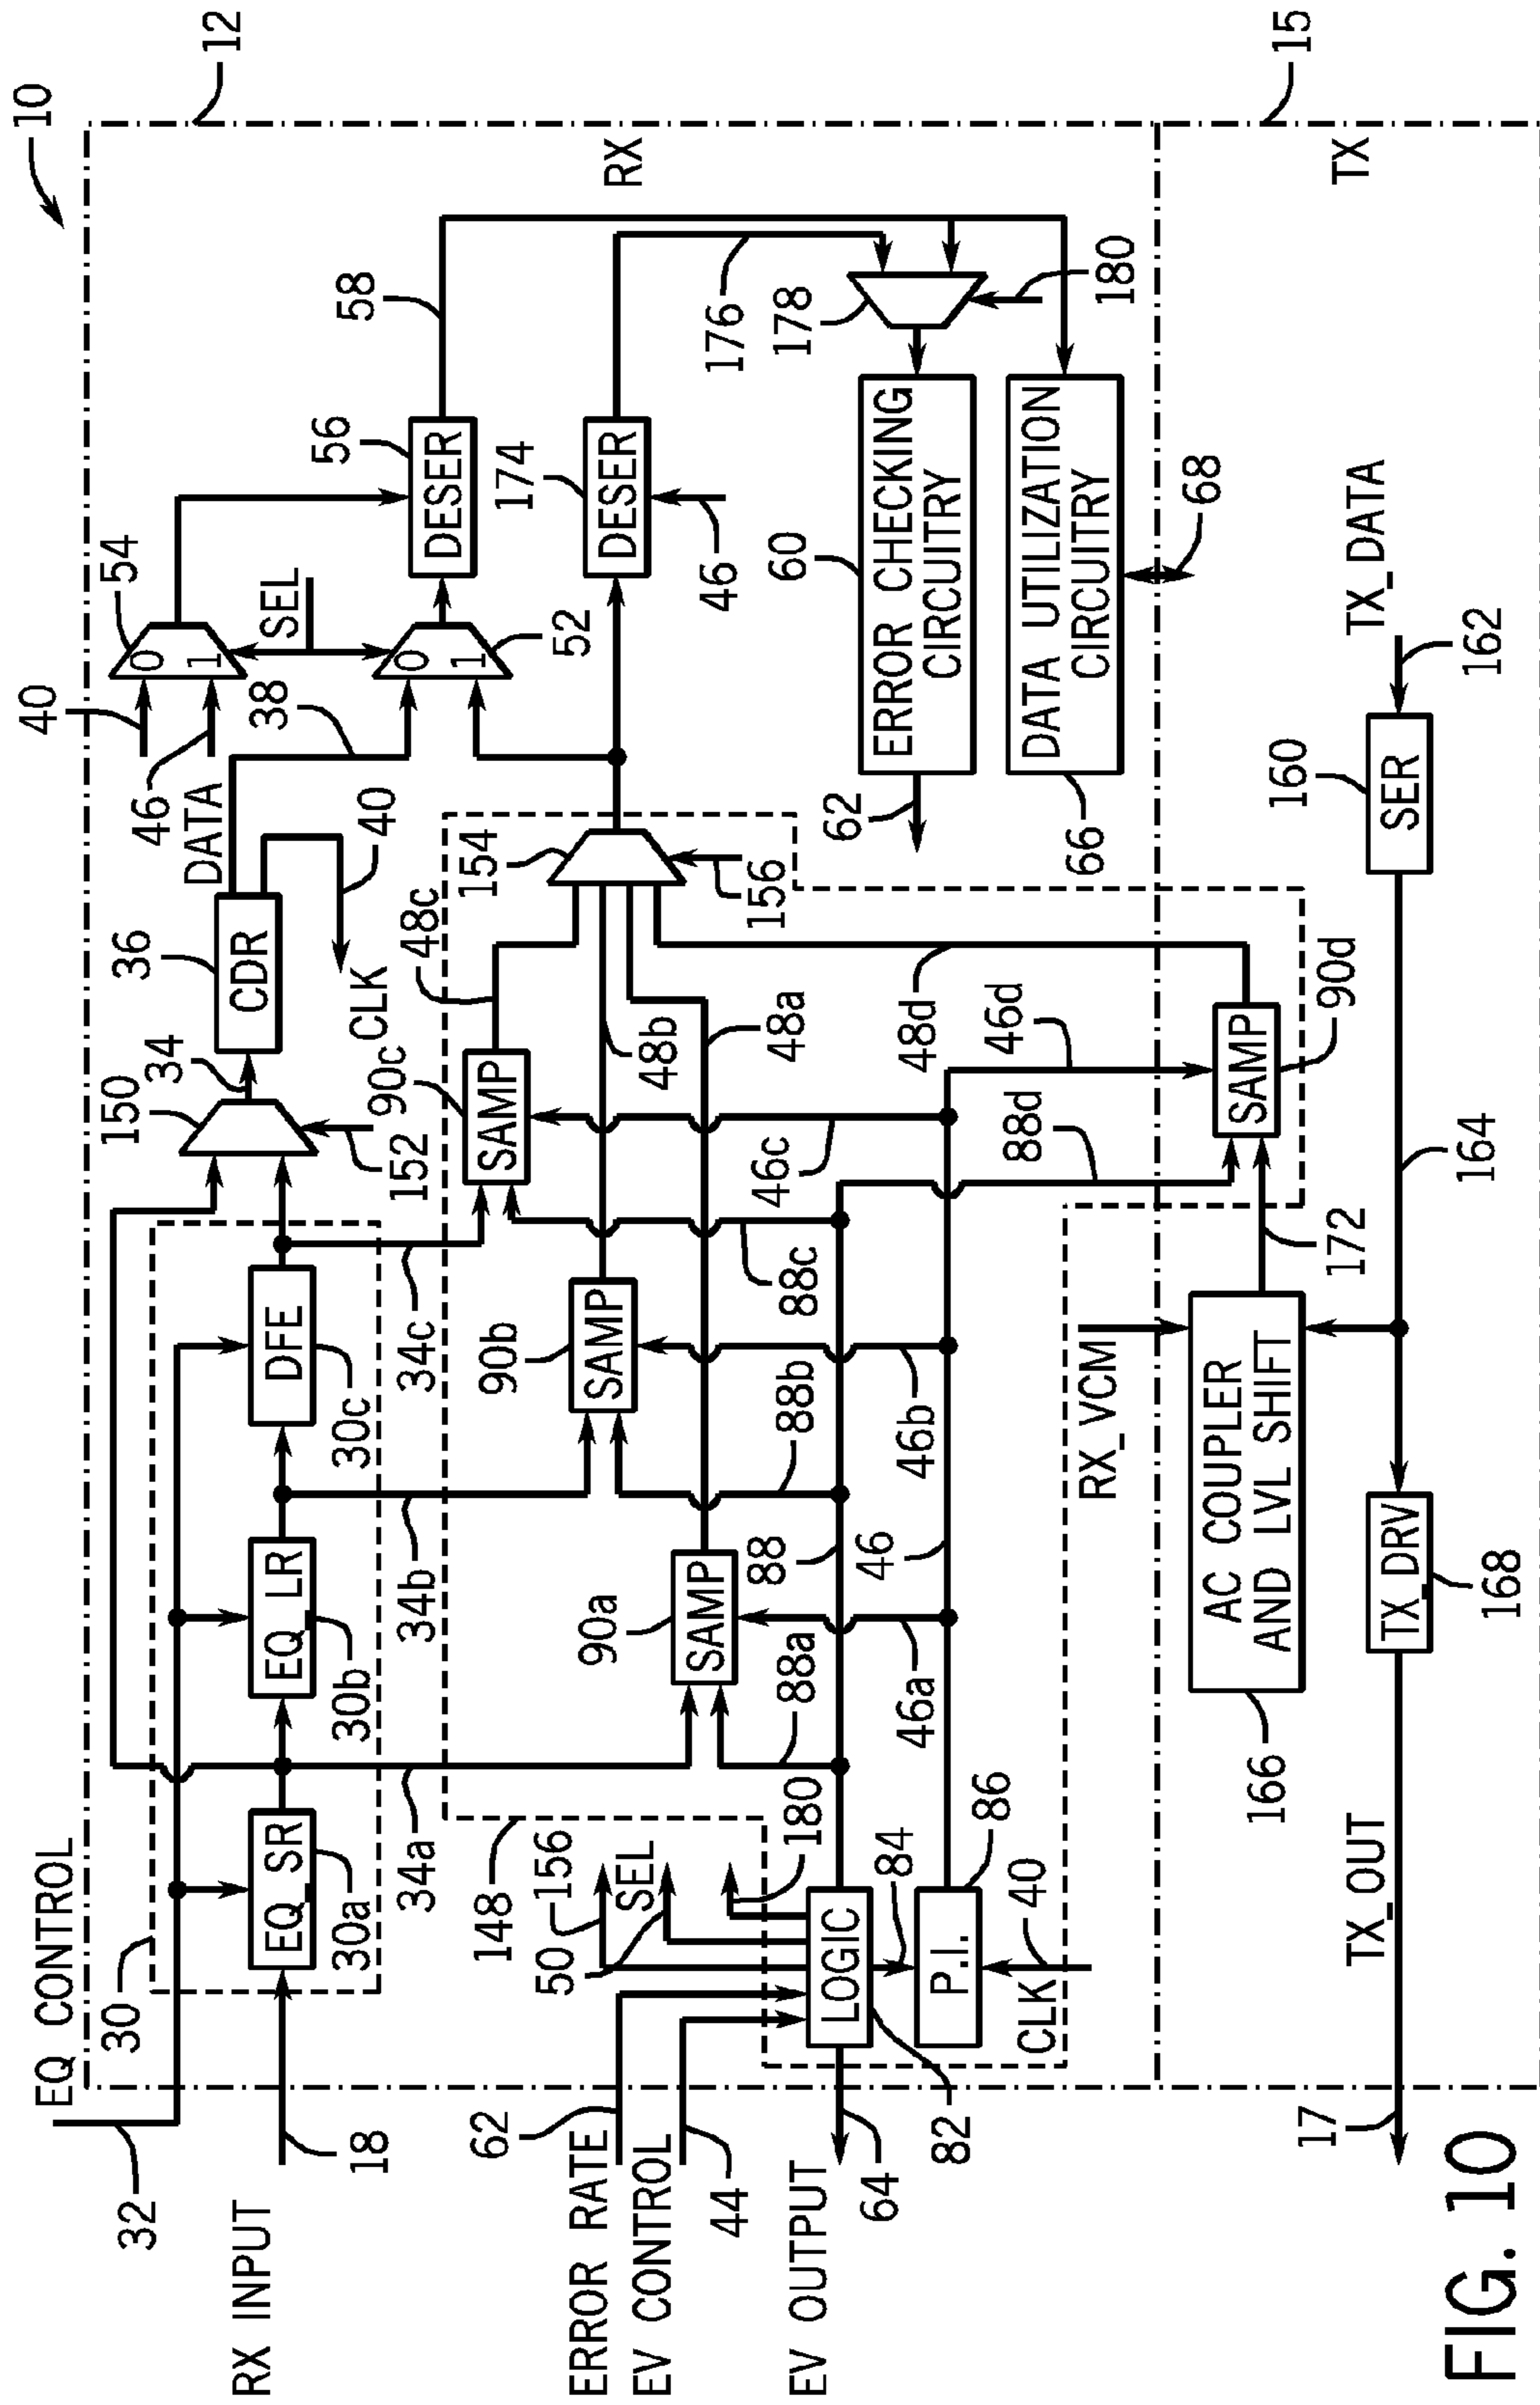 10
12
EQ CONTROL
32
30
RX INPUT
18
EQ_SR
30a
EQ_LR
30b
DFE
30c
34a
34b
34c
150
34
152
36
CDR
CLK
40
DATA
38
40
46
54
0
1
SEL
0
1
52
56
DESER
58
174
DESER
46
RX
176
178
180
ERROR RATE
62
EV CONTROL
44
EV OUTPUT
64
82
148
156
50
SEL
180
LOGIC
84
P.I.
86
CLK
40
90a
SAMP
88a
46a
88
46
90b
SAMP
88b
46b
90c
SAMP
88c
46c
48c
48b
48a
48d
154
156
46d
88d
SAMP
90d
60
ERROR CHECKING
CIRCUITRY
62
DATA UTILIZATION
CIRCUITRY
66
68
RX_VCM
AC COUPLER
AND LVL SHIFT
166
172
TX
15
TX_DATA
162
160
SER
164
TX_DRV
168
TX_OUT
17
FIG. 10